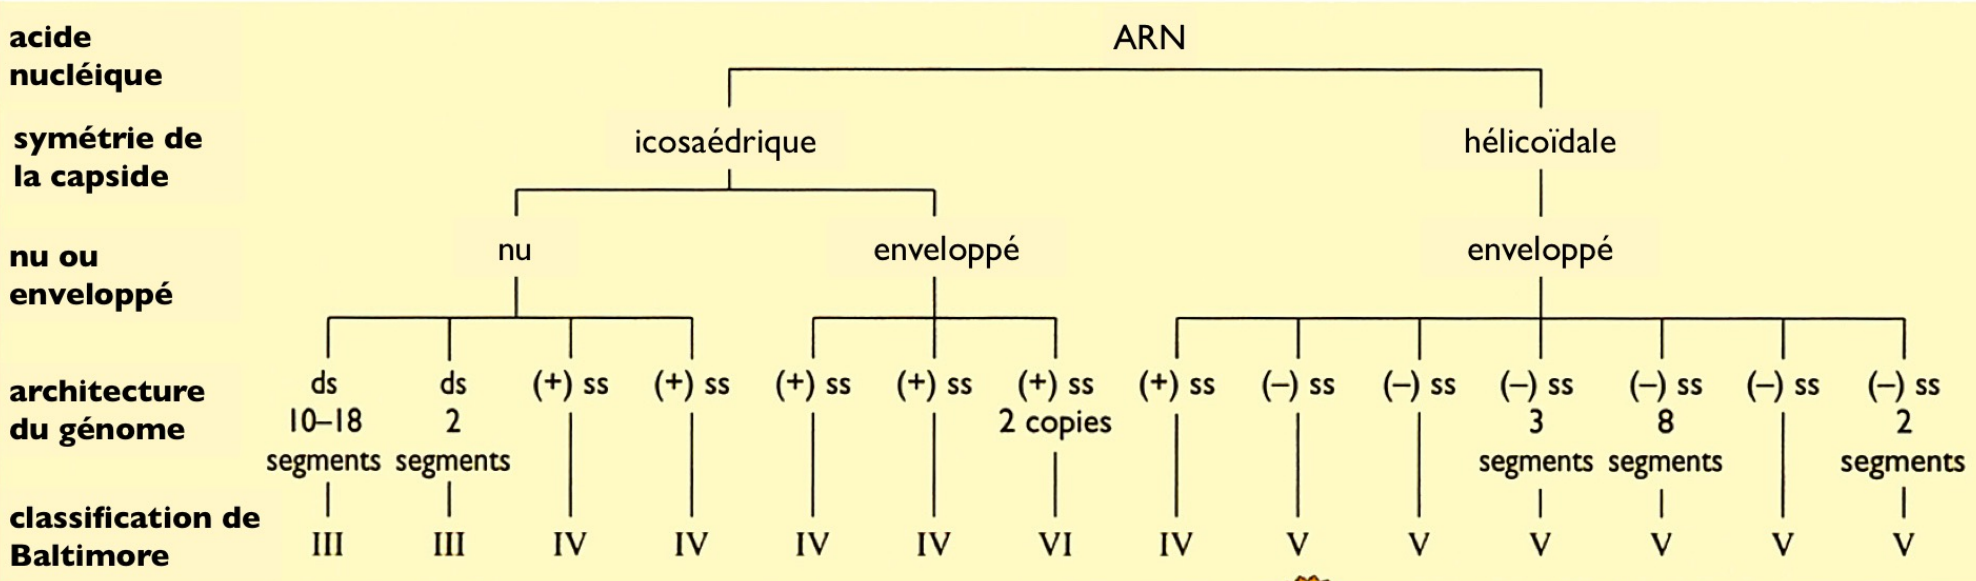 acide
nucléique
ARN
symétrie de
la capside
icosaédrique
hélicoïdale
nu ou
enveloppé
nu
enveloppé
enveloppé
architecture
du génome
ds ds (+) ss (+) ss (+) ss (+) ss (+) ss (+) ss (–) ss (–) ss (–) ss (–) ss (–) ss (–) ss
10–18 2 2 copies 3 8 2
segments segments segments segments segments
classification de
Baltimore
III III IV IV IV IV VI IV V V V V V V